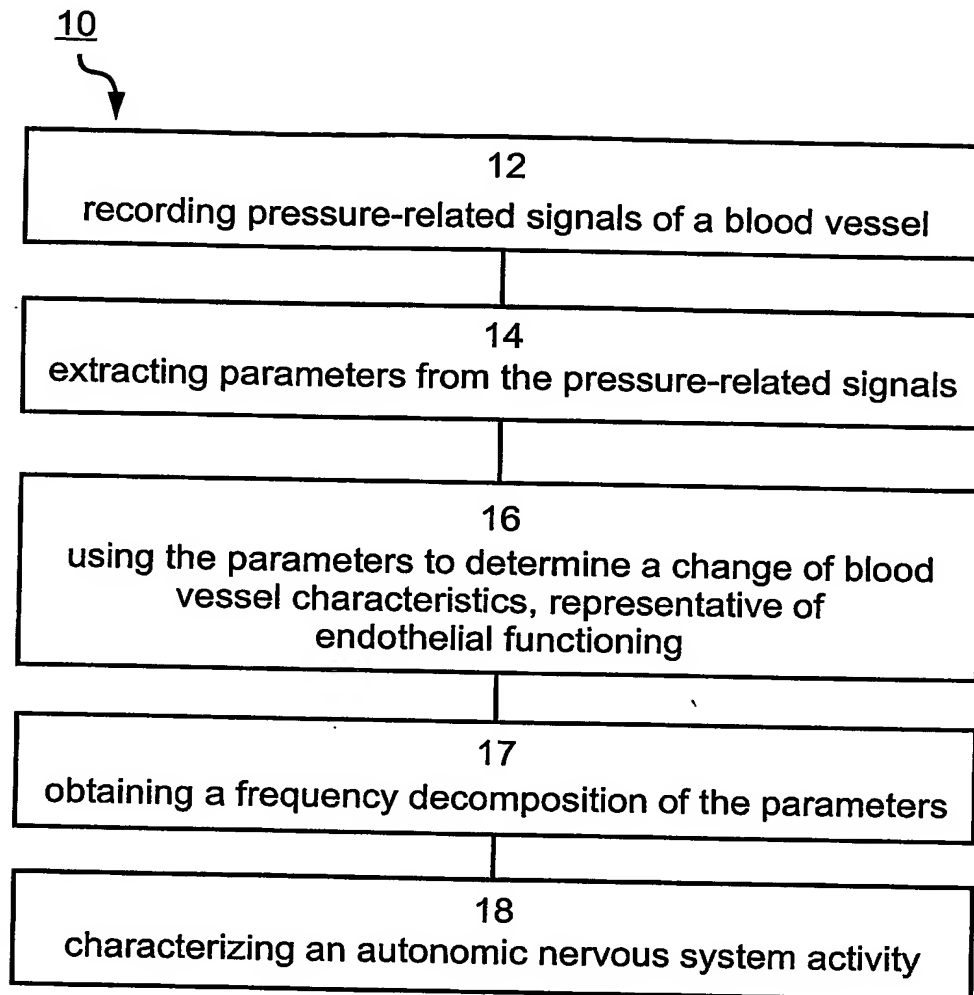 10
12
recording pressure-related signals of a blood vessel
14
extracting parameters from the pressure-related signals
16
using the parameters to determine a change of blood
vessel characteristics, representative of
endothelial functioning
17
obtaining a frequency decomposition of the parameters
18
characterizing an autonomic nervous system activity